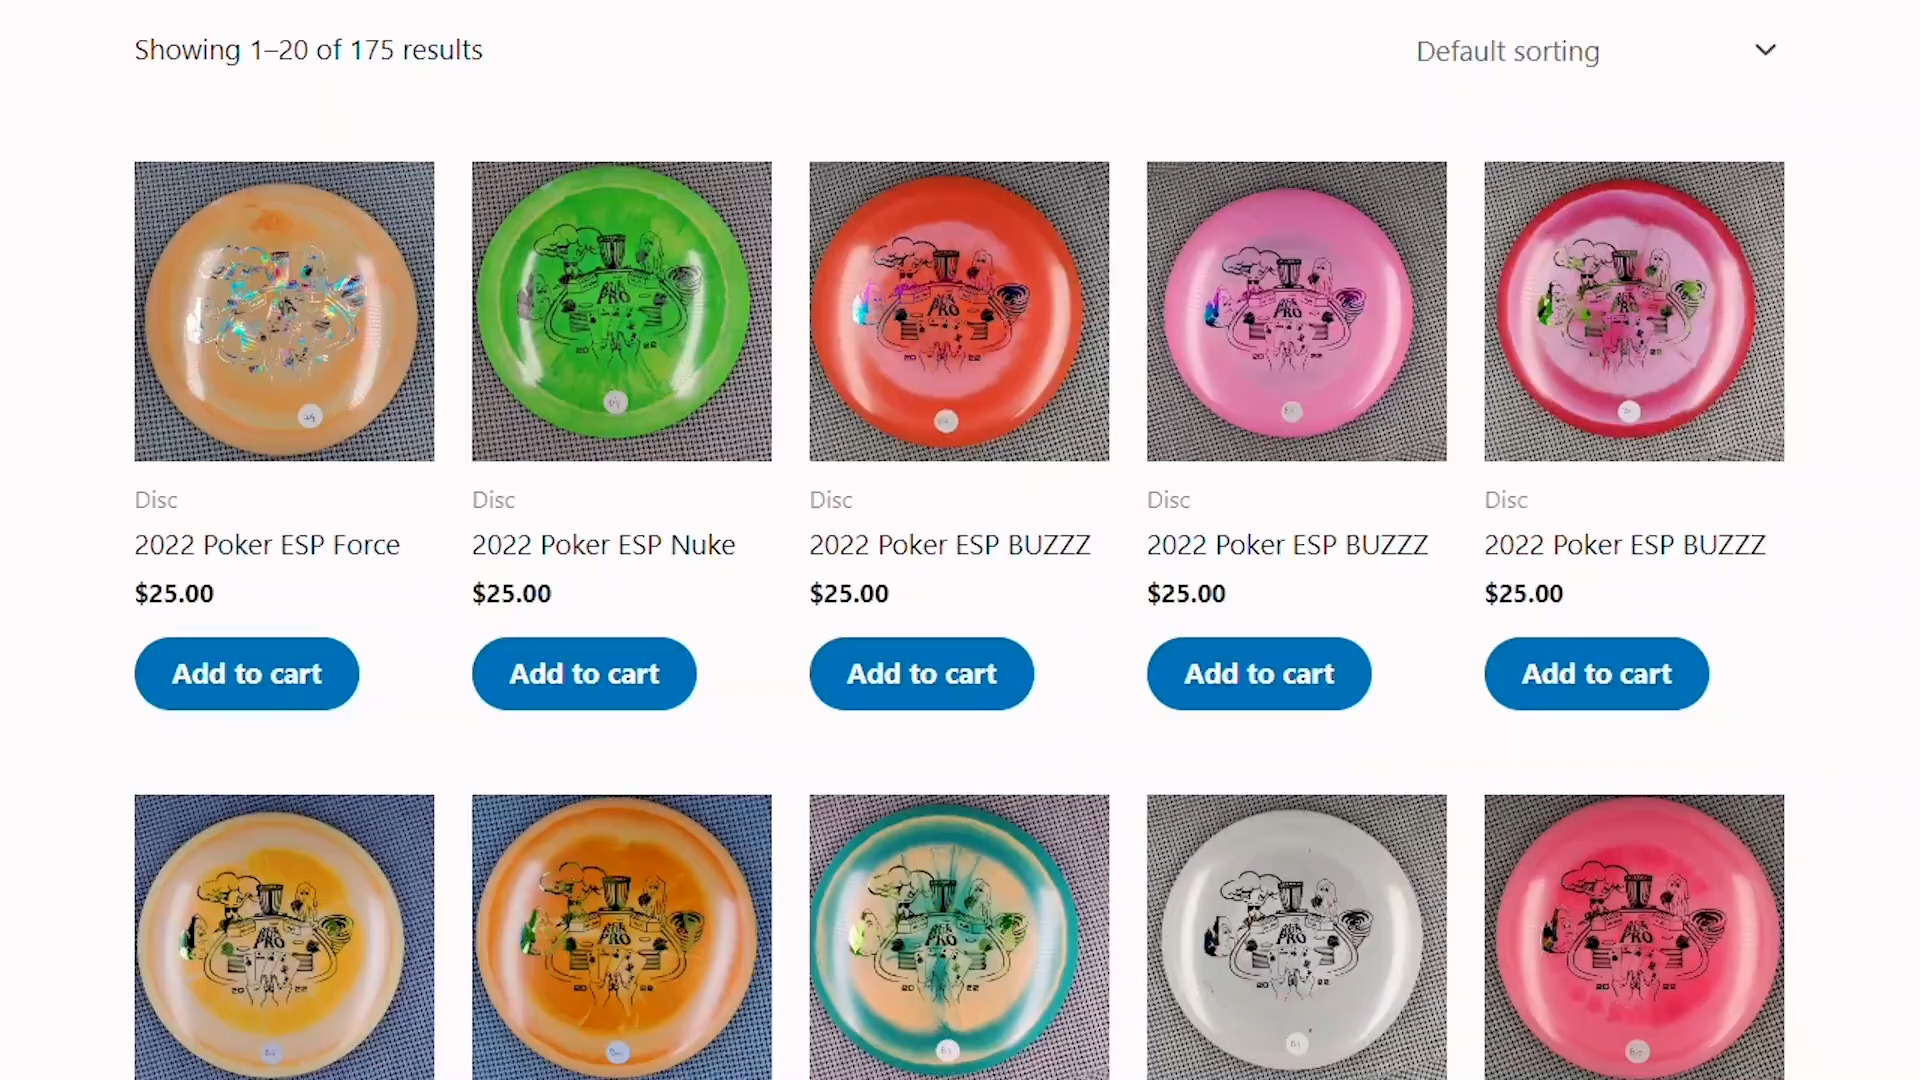 Showing 1–20 of 175 results
Default sorting
Disc
2022 Poker ESP Force
$25.00
Add to cart
Disc
2022 Poker ESP Nuke
$25.00
Add to cart
Disc
2022 Poker ESP BUZZZ
$25.00
Add to cart
Disc
2022 Poker ESP BUZZZ
$25.00
Add to cart
Disc
2022 Poker ESP BUZZZ
$25.00
Add to cart